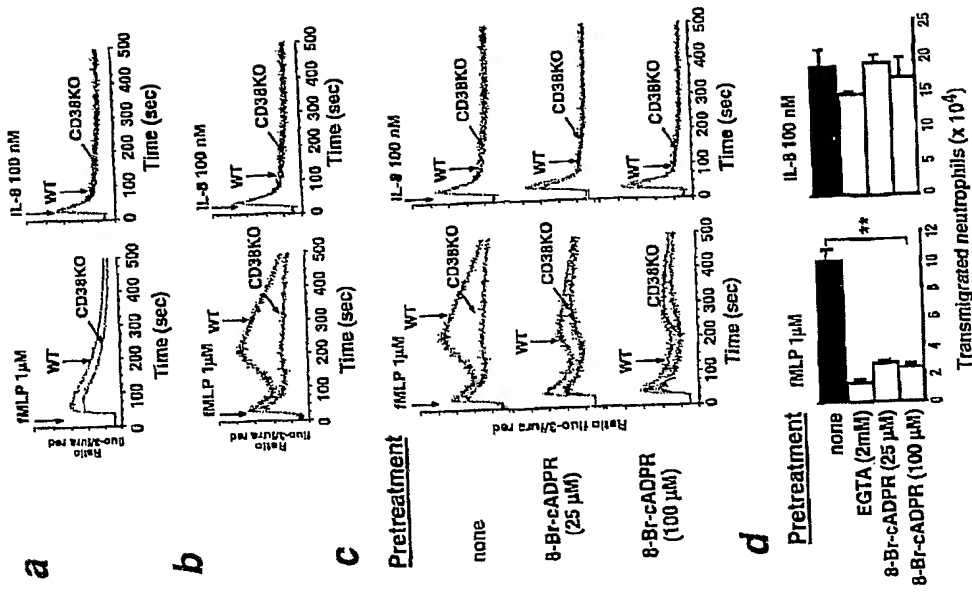 a
fMLP 1µM
IL-8 100 nM
WT
CD38KO
WT
CD38KO
Ratio
fluo-3/fura red
0 100 200 300 400 500
Time (sec)
0 100 200 300 400 500
Time (sec)
b
fMLP 1µM
IL-8 100 nM
WT
CD38KO
WT
CD38KO
Ratio
fluo-3/fura red
0 100 200 300 400 500
Time (sec)
0 100 200 300 400 500
Time (sec)
c
Pretreatment
fMLP 1µM
IL-8 100 nM
none
WT
CD38KO
WT
CD38KO
8-Br-cADPR
(25 µM)
WT
CD38KO
WT
CD38KO
8-Br-cADPR
(100 µM)
WT
CD38KO
WT
CD38KO
Ratio fluo-3/fura red
0 100 200 300 400 500
Time (sec)
0 100 200 300 400 500
Time (sec)
d
Pretreatment
fMLP 1µM
IL-8 100 nM
none
EGTA (2mM)
8-Br-cADPR (25 µM)
8-Br-cADPR (100 µM)
**
2 4 6 8 10 12
0 5 10 15 20 25
Transmigrated neutrophils (x 10⁴)